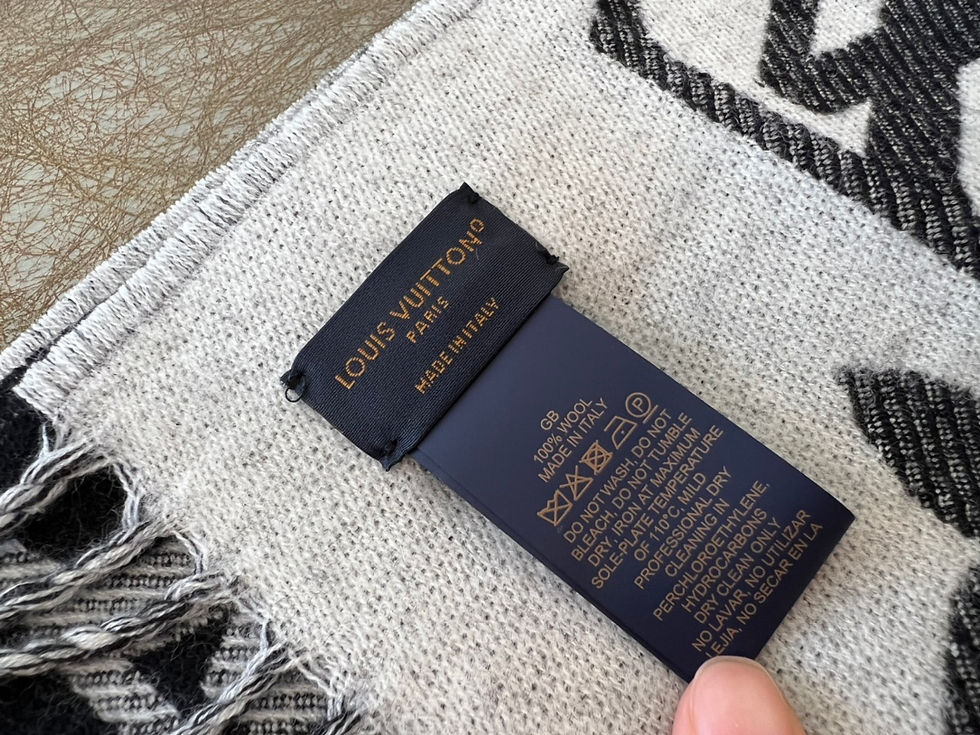 LOUIS VUITTON®
PARIS
MADE IN ITALY
GB
100% WOOL
MADE IN ITALY
P
DO NOT WASH, DO NOT
BLEACH, DO NOT TUMBLE
DRY, IRON AT MAXIMUM
SOLE-PLATE TEMPERATURE
OF 110°C, MILD
PROFESSIONAL DRY
CLEANING IN
PERCHLOROETHYLENE,
HYDROCARBONS
DRY CLEAN ONLY
NO LAVAR, NO UTILIZAR
LEJIA, NO SECAR EN LA